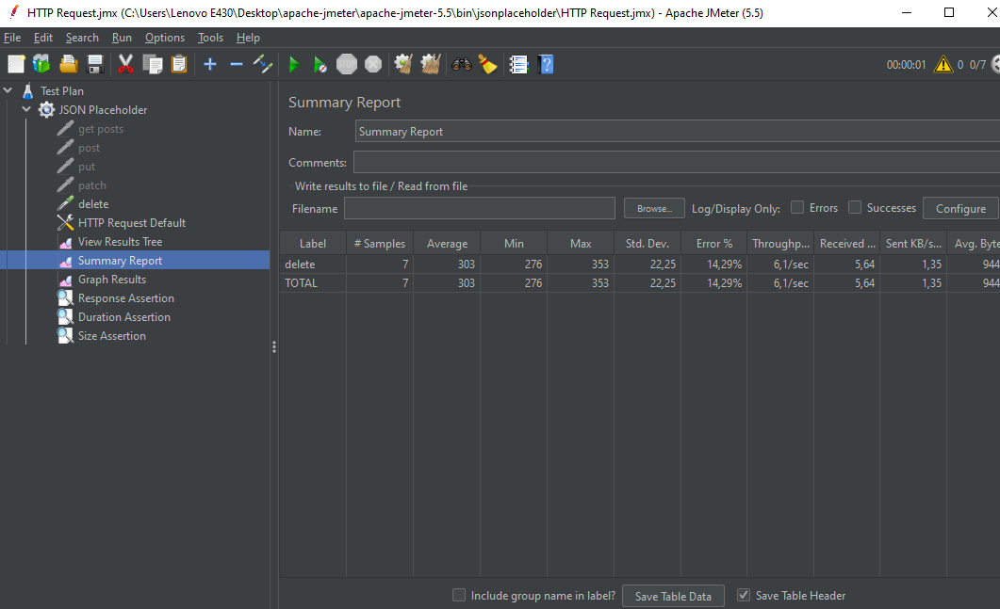 HTTP Request.jmx (C:\Users\Lenovo E430\Desktop\apache-jmeter\apache-jmeter-5.5\bin\jsonplaceholder\HTTP Request.jmx) - Apache JMeter (5.5)
File Edit Search Run Options Tools Help
00:00:01 0 0/7
Test Plan
JSON Placeholder
get posts
post
put
patch
delete
HTTP Request Default
View Results Tree
Summary Report
Graph Results
Response Assertion
Duration Assertion
Size Assertion
Summary Report
Name: Summary Report
Comments:
Write results to file / Read from file
Filename Browse... Log/Display Only: Errors Successes Configure
Label # Samples Average Min Max Std. Dev. Error % Throughp... Received ... Sent KB/s... Avg. Byte
delete 7 303 276 353 22,25 14,29% 6,1/sec 5,64 1,35 944
TOTAL 7 303 276 353 22,25 14,29% 6,1/sec 5,64 1,35 944
Include group name in label? Save Table Data Save Table Header